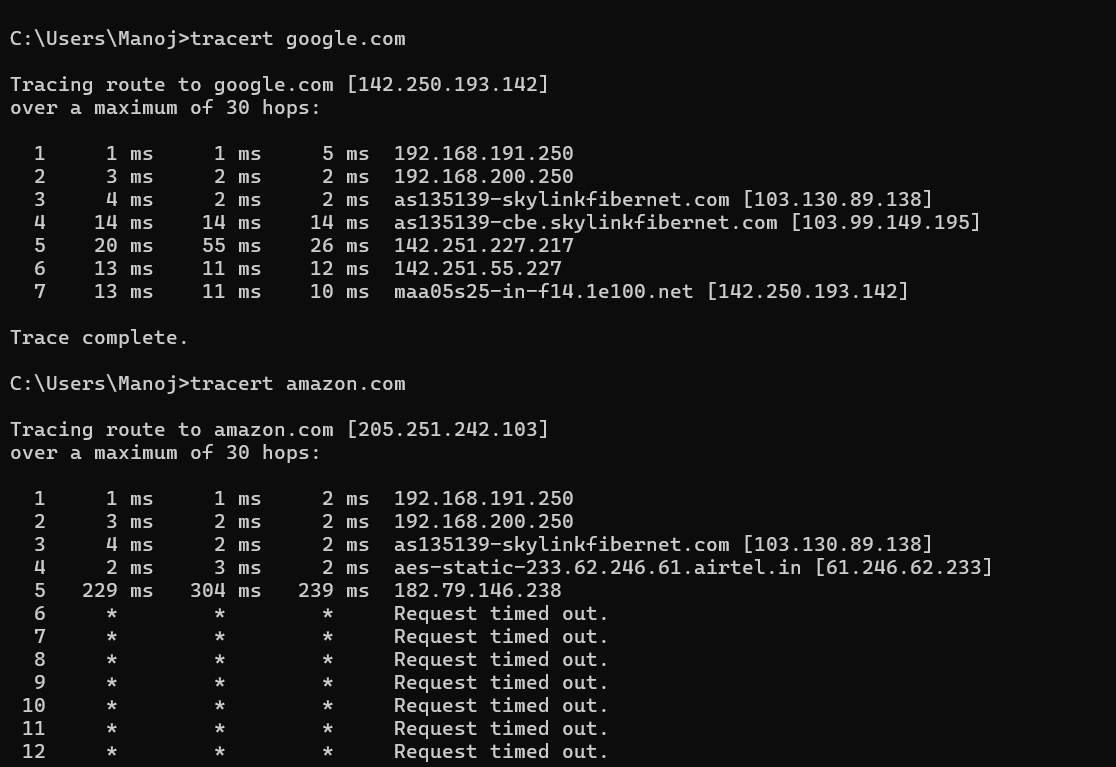 C:\Users\Manoj>tracert google.com
Tracing route to google.com [142.250.193.142]
over a maximum of 30 hops:
1 1 ms 1 ms 5 ms 192.168.191.250
2 3 ms 2 ms 2 ms 192.168.200.250
3 4 ms 2 ms 2 ms as135139-skylinkfibernet.com [103.130.89.138]
4 14 ms 14 ms 14 ms as135139-cbe.skylinkfibernet.com [103.99.149.195]
5 20 ms 55 ms 26 ms 142.251.227.217
6 13 ms 11 ms 12 ms 142.251.55.227
7 13 ms 11 ms 10 ms maa05s25-in-f14.1e100.net [142.250.193.142]
Trace complete.
C:\Users\Manoj>tracert amazon.com
Tracing route to amazon.com [205.251.242.103]
over a maximum of 30 hops:
1 1 ms 1 ms 2 ms 192.168.191.250
2 3 ms 2 ms 2 ms 192.168.200.250
3 4 ms 2 ms 2 ms as135139-skylinkfibernet.com [103.130.89.138]
4 2 ms 3 ms 2 ms aes-static-233.62.246.61.airtel.in [61.246.62.233]
5 229 ms 304 ms 239 ms 182.79.146.238
6 * * * Request timed out.
7 * * * Request timed out.
8 * * * Request timed out.
9 * * * Request timed out.
10 * * * Request timed out.
11 * * * Request timed out.
12 * * * Request timed out.